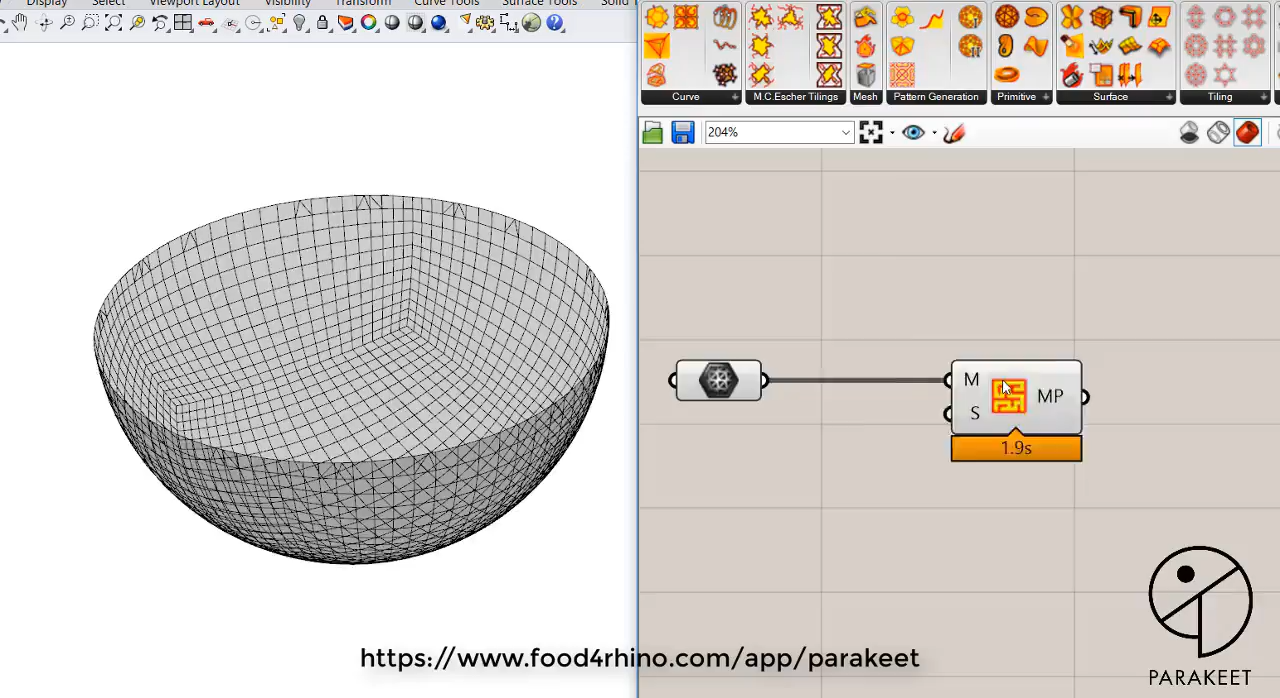 Display Select Viewport Layout Visibility Transform Curve Tools Surface Tools Solid
Curve M.C.Escher Tilings Mesh Pattern Generation Primitive Surface Tiling
204%
M
S
MP
1.9s
https://www.food4rhino.com/app/parakeet
PARAKEET